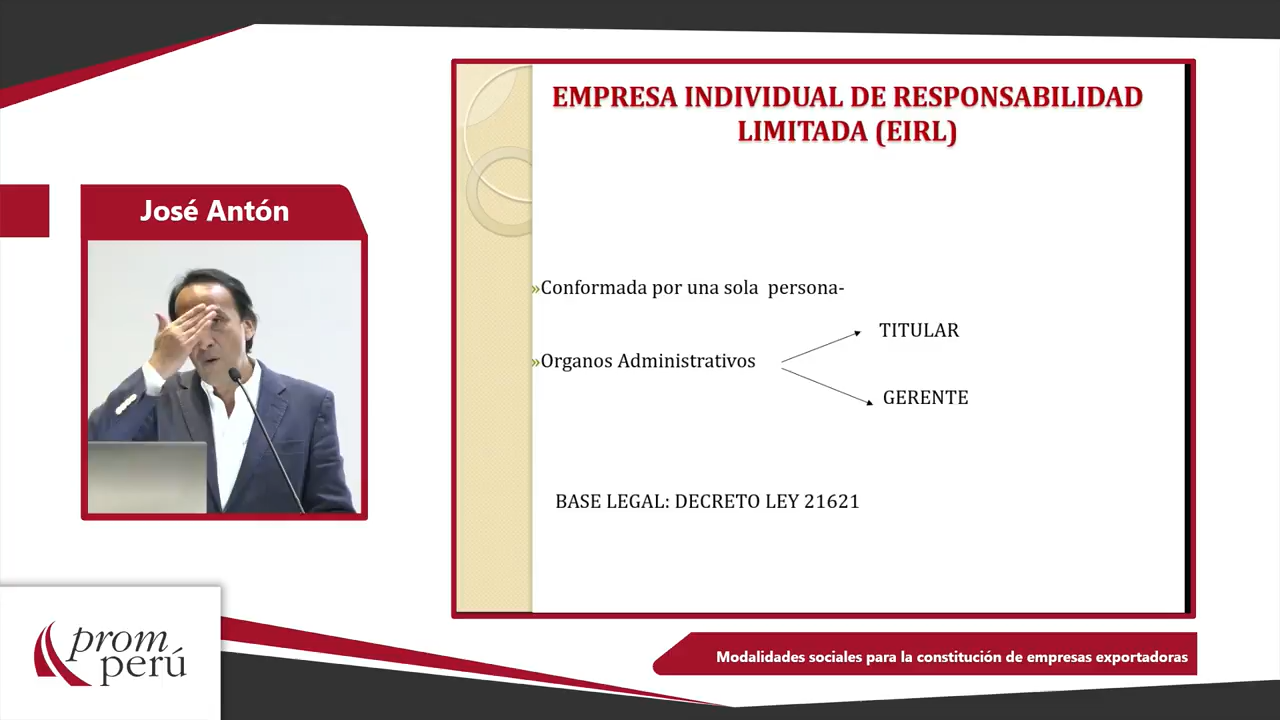 EMPRESA INDIVIDUAL DE RESPONSABILIDAD
LIMITADA (EIRL)
José Antón
»Conformada por una sola  persona-
TITULAR
»Organos Administrativos
GERENTE
BASE LEGAL: DECRETO LEY 21621
prom
perú
Modalidades sociales para la constitución de empresas exportadoras